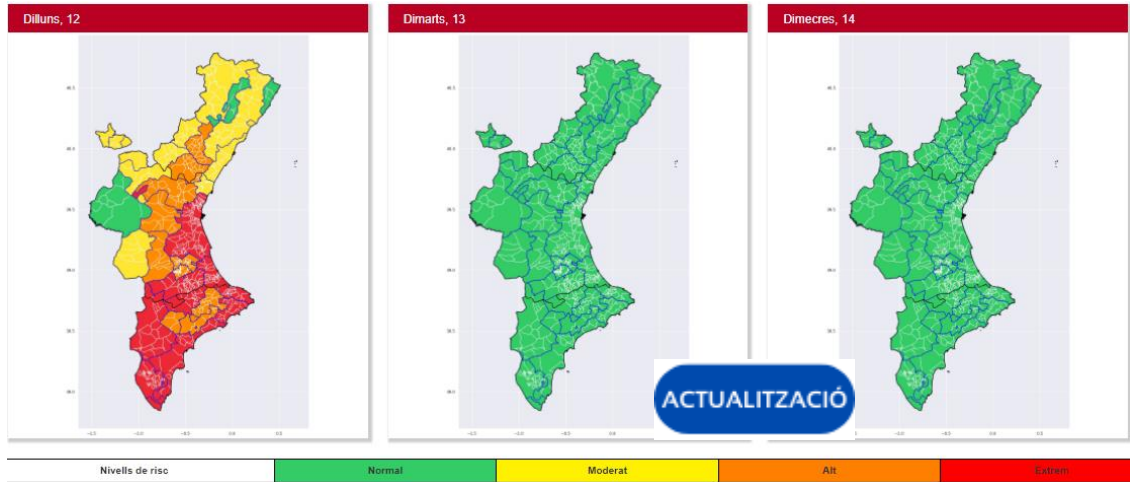 Dilluns, 12
Dimarts, 13
Dimecres, 14
ACTUALITZACIÓ
Nivells de risc
Normal
Moderat
Alt
Extrem